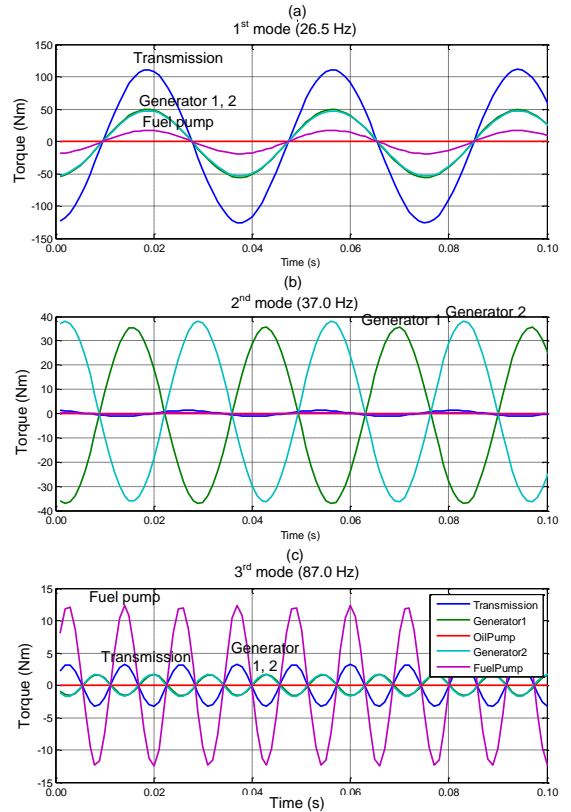 (a)
1st mode (26.5 Hz)
Torque (Nm)
150
100
50
0
-50
-100
-150
Transmission
Generator 1, 2
Fuel pump
0.00 0.02 0.04 0.06 0.08 0.10
Time (s)
(b)
2nd mode (37.0 Hz)
Torque (Nm)
40
30
20
10
0
-10
-20
-30
-40
Generator 1
Generator 2
0.00 0.02 0.04 0.06 0.08 0.10
Time (s)
(c)
3rd mode (87.0 Hz)
Torque (Nm)
15
10
5
0
-5
-10
15
Fuel pump
Transmission
Generator
1, 2
Transmission
Generator1
OilPump
Generator2
FuelPump
0.00 0.02 0.04 0.06 0.08 0.10
Time (s)